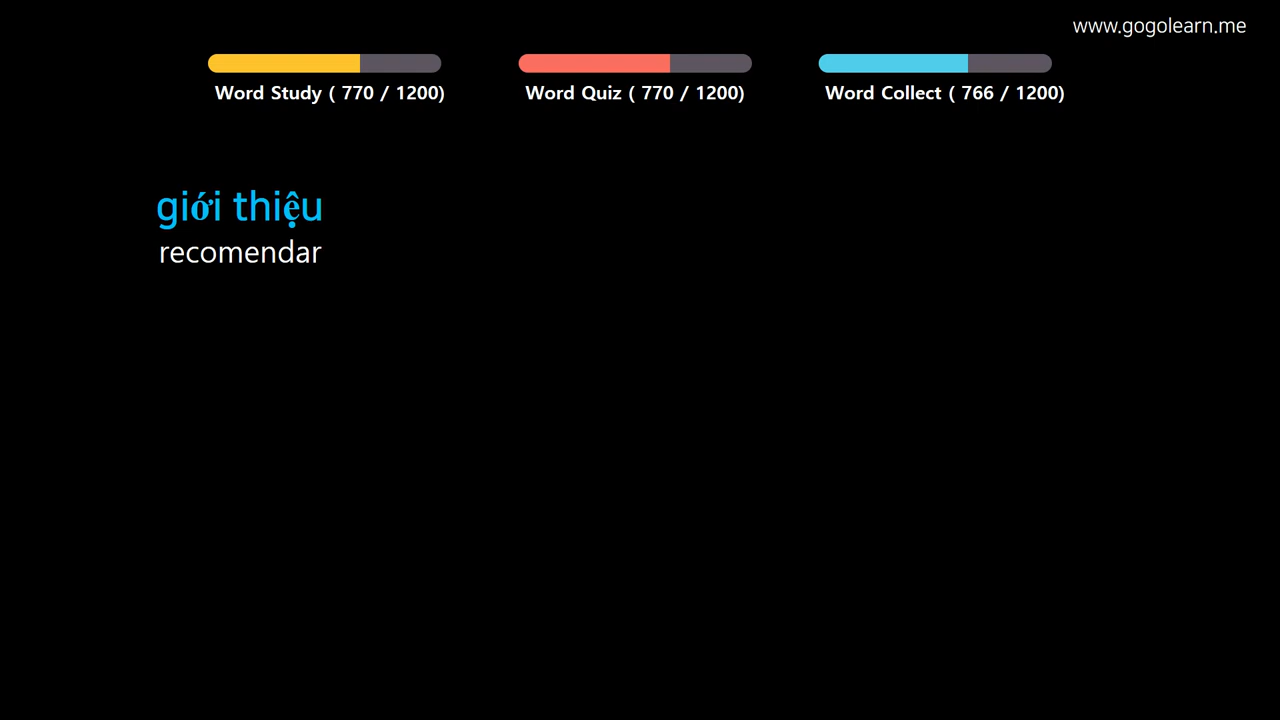 www.gogolearn.me
Word Study ( 770 / 1200)
Word Quiz ( 770 / 1200)
Word Collect ( 766 / 1200)
giới thiệu
recomendar